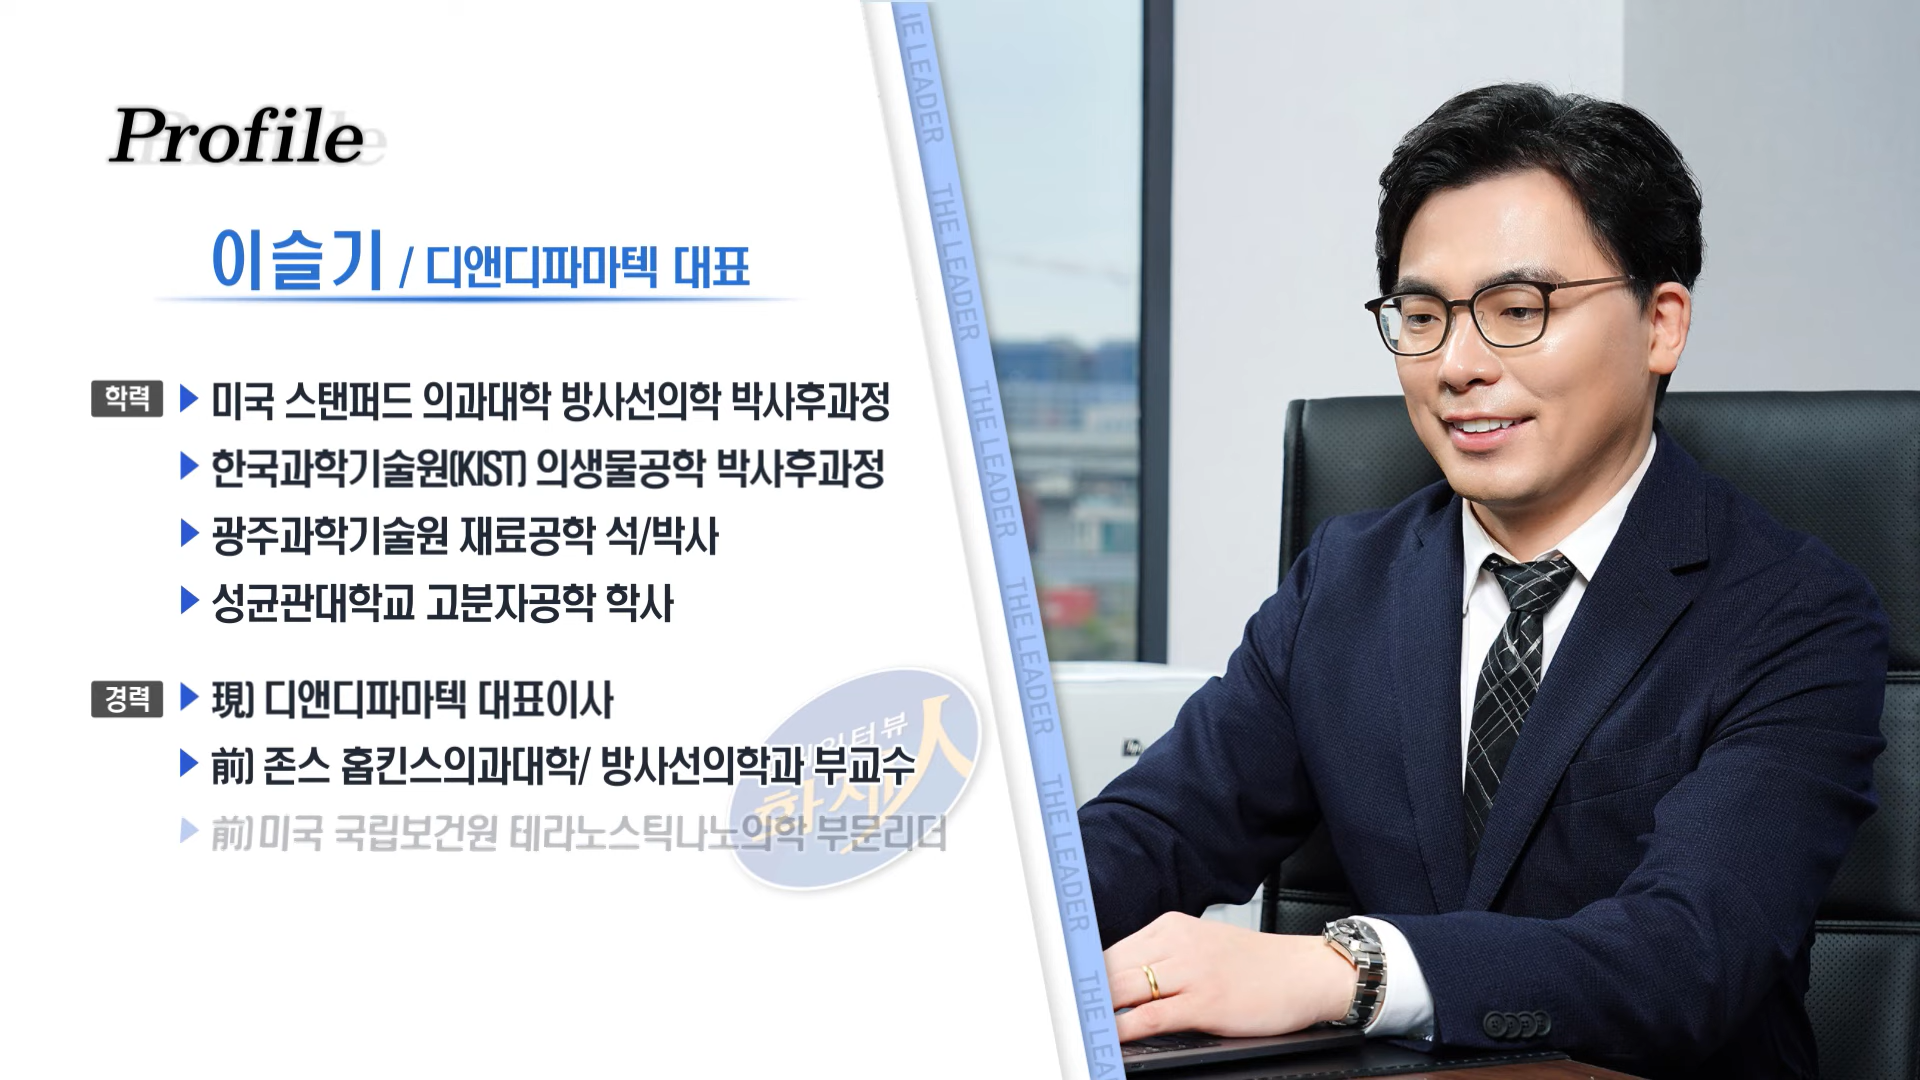 Profile
이슬기 / 디앤디파마텍 대표
학력 ▶ 미국 스탠퍼드 의과대학 방사선의학 박사후과정
▶ 한국과학기술원(KIST) 의생물공학 박사후과정
▶ 광주과학기술원 재료공학 석/박사
▶ 성균관대학교 고분자공학 학사
경력 ▶ 現) 디앤디파마텍 대표이사
▶ 前) 존스 홉킨스의과대학/ 방사선의학과 부교수
▶ 前) 미국 국립보건원 테라노스틱나노의학 부문리더
인터뷰
THE LEADER
THE LEADER
THE LEADER
THE LEADER
THE LEADER